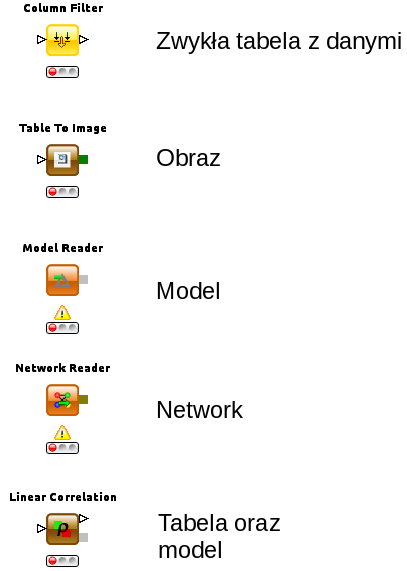 Column Filter
Zwykła tabela z danymi
Table To Image
Obraz
Model Reader
Model
Network Reader
Network
Linear Correlation
Tabela oraz
model